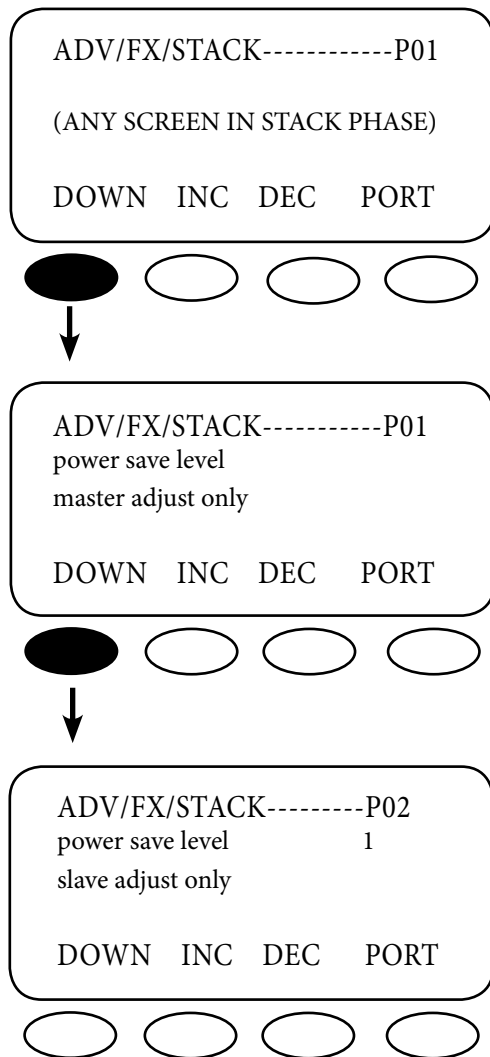 ADV/FX/STACK------------P01
(ANY SCREEN IN STACK PHASE)
DOWN INC DEC PORT
ADV/FX/STACK-----------P01
power save level
master adjust only
DOWN INC DEC PORT
ADV/FX/STACK---------P02
power save level 1
slave adjust only
DOWN INC DEC PORT